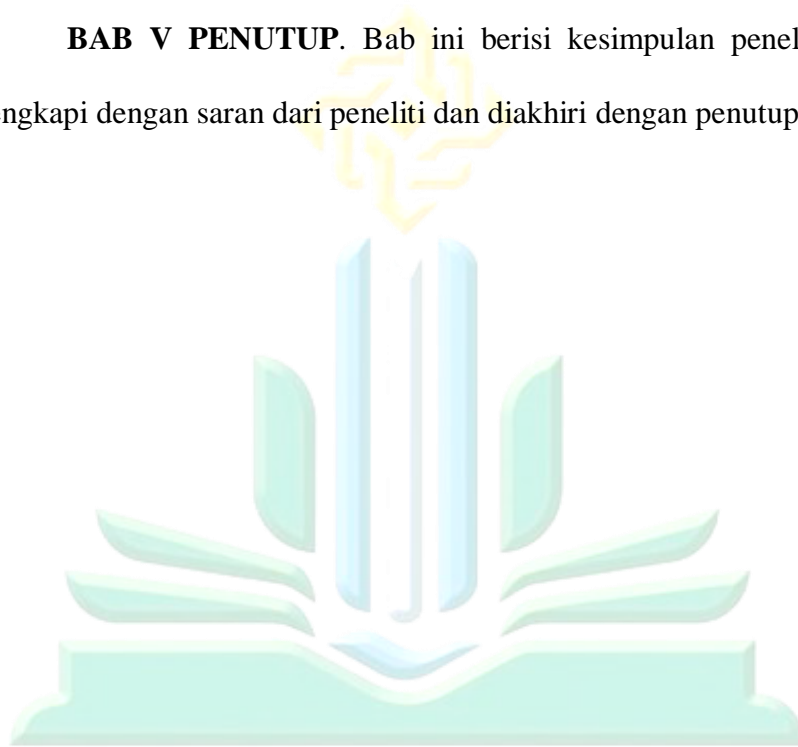 BAB V PENUTUP. Bab ini berisi kesimpulan penel
ngkapi dengan saran dari peneliti dan diakhiri dengan penutup